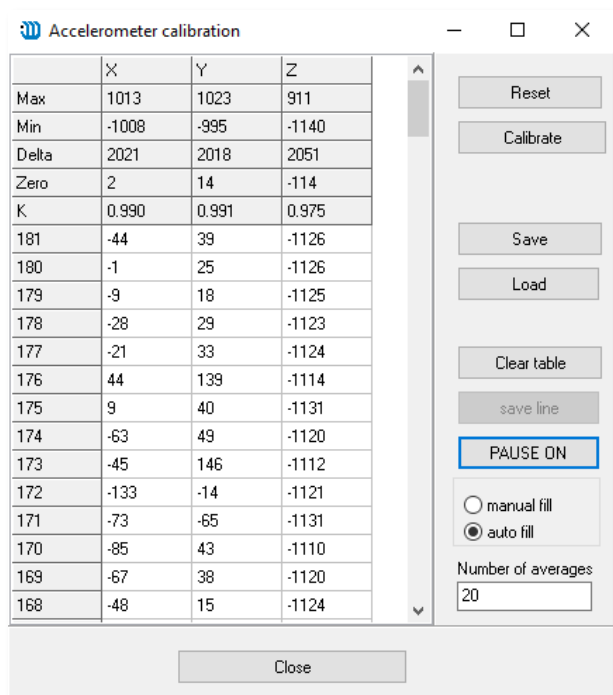 Accelerometer calibration
X Y Z
Max 1013 1023 911
Min -1008 -995 -1140
Delta 2021 2018 2051
Zero 2 14 -114
K 0.990 0.991 0.975
181 -44 39 -1126
180 -1 25 -1126
179 -9 18 -1125
178 -28 29 -1123
177 -21 33 -1124
176 44 139 -1114
175 9 40 -1131
174 -63 49 -1120
173 -45 146 -1112
172 -133 -14 -1121
171 -73 -65 -1131
170 -85 43 -1110
169 -67 38 -1120
168 -48 15 -1124
Reset
Calibrate
Save
Load
Clear table
save line
PAUSE ON
manual fill
auto fill
Number of averages
20
Close